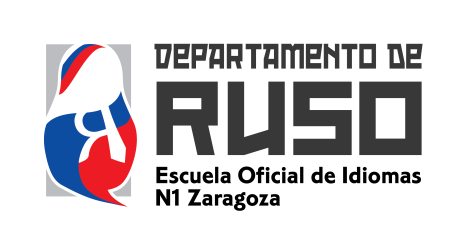 DEPARTAMENTO DE
RUSO
Escuela Oficial de Idiomas
N1 Zaragoza